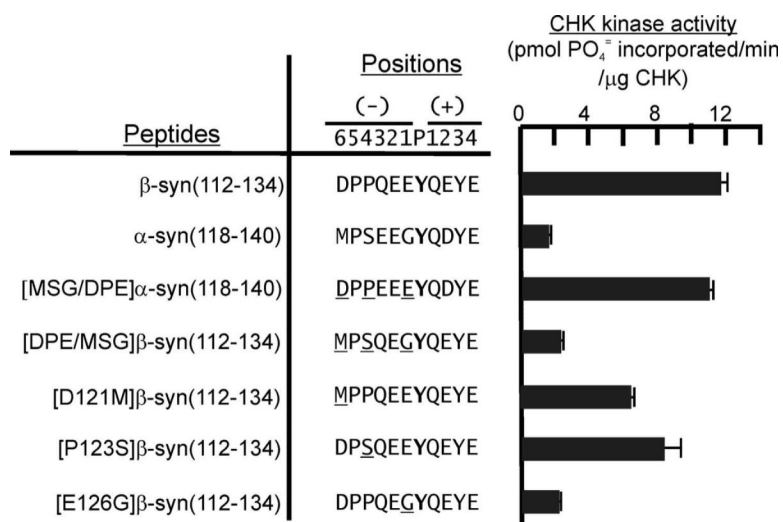 CHK kinase activity
(pmol PO₄⁼ incorporated/min
/μg CHK)
Positions
(-) (+)
Peptides 654321P1234
0 4 8 12
β-syn(112-134) DPPQEEYQEYE
α-syn(118-140) MPSEEGYQDYE
[MSG/DPE]α-syn(118-140) DPPEEEYQDYE
[DPE/MSG]β-syn(112-134) MPSQEGYQEYE
[D121M]β-syn(112-134) MPPQEEYQEYE
[P123S]β-syn(112-134) DPSQEEYQEYE
[E126G]β-syn(112-134) DPPQEGYQEYE